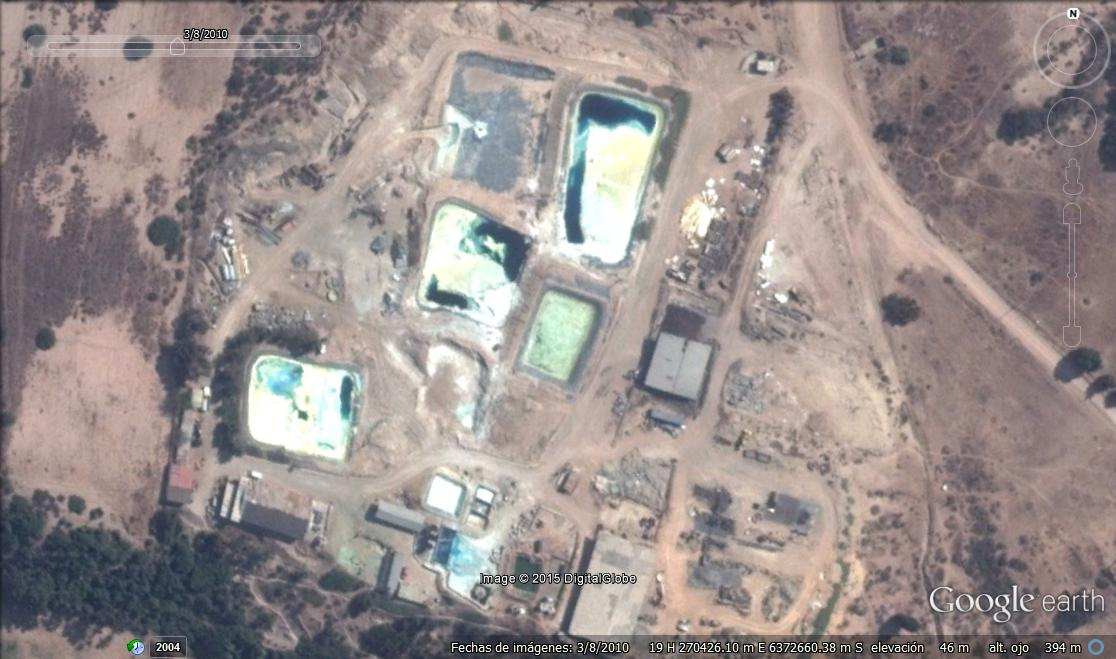 3/8/2010
N
Image © 2015 DigitalGlobe
Google earth
2004
Fechas de imágenes: 3/8/2010 19 H 270426.10 m E 6372660.38 m S elevación 46 m alt. ojo 394 m